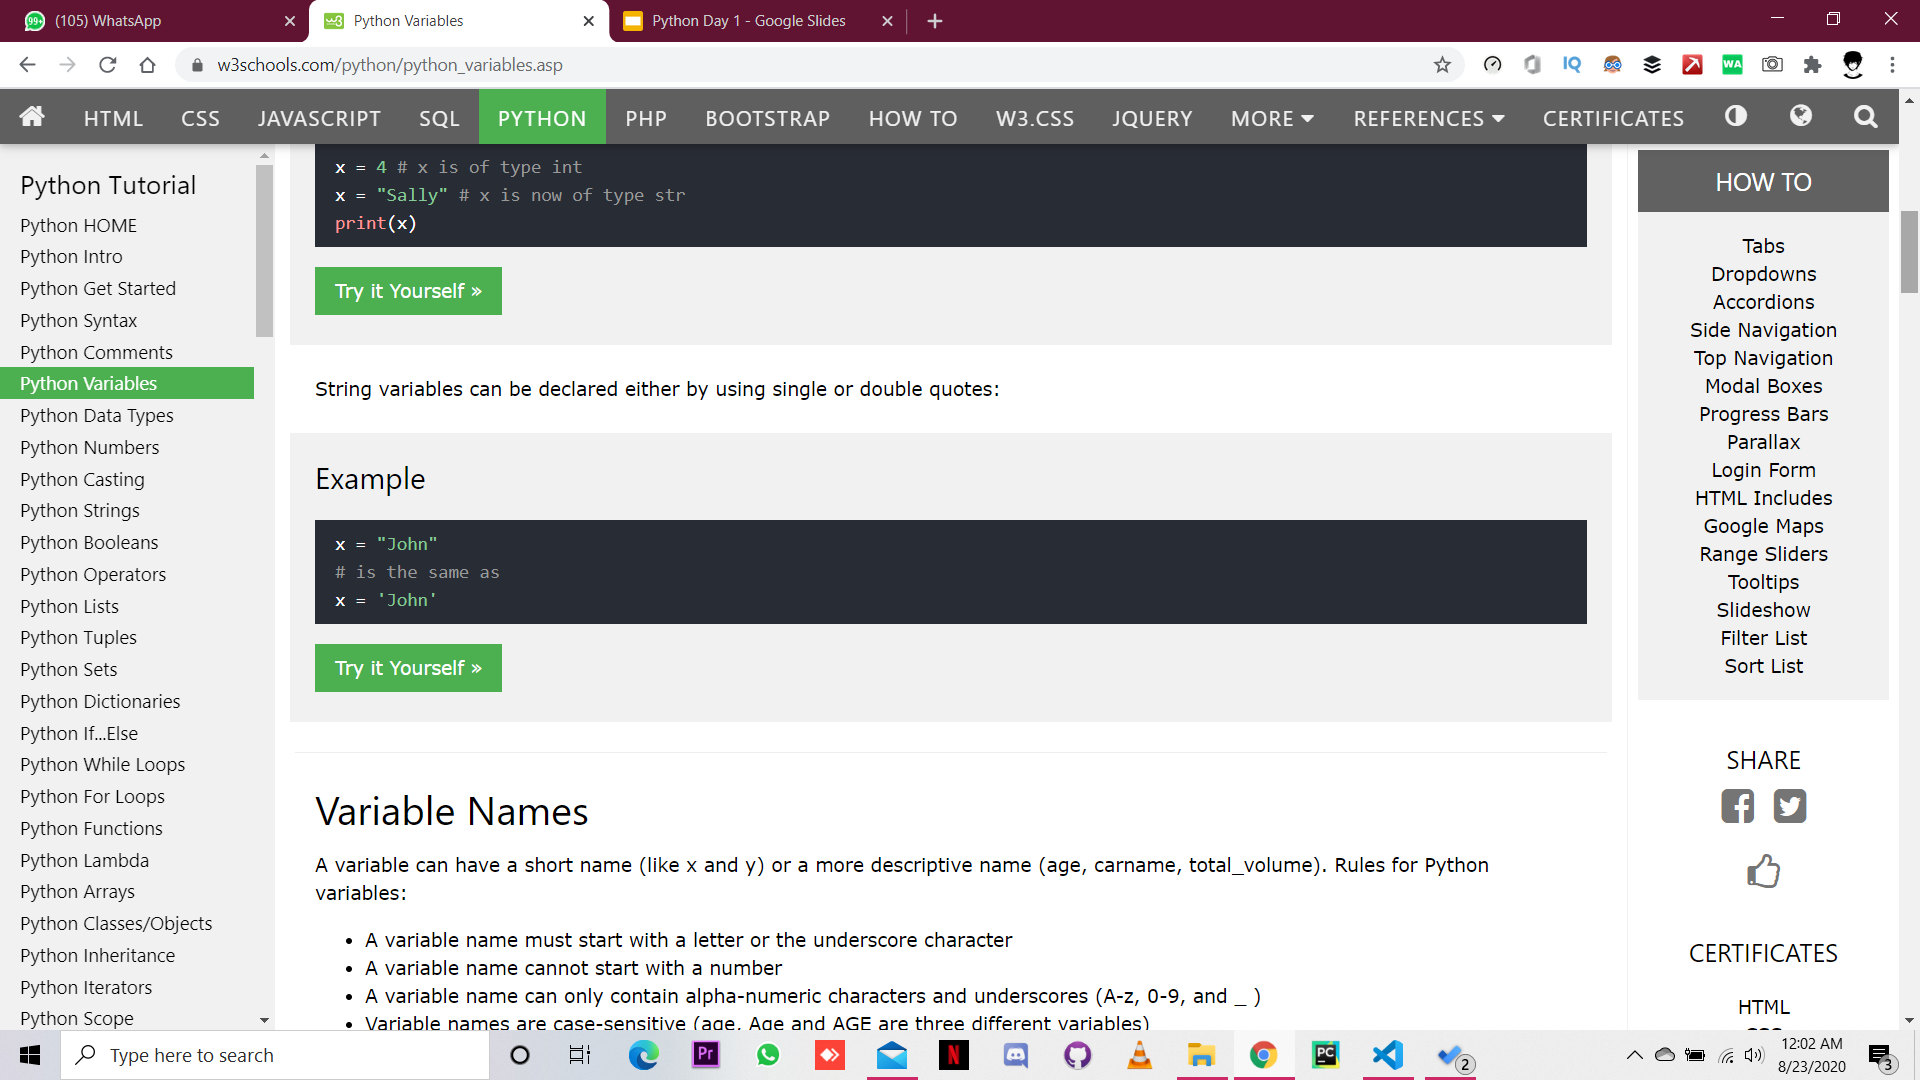 (105) WhatsApp
Python Variables
Python Day 1 - Google Slides
w3schools.com/python/python_variables.asp
IQ
WA
HTML CSS JAVASCRIPT SQL PYTHON PHP BOOTSTRAP HOW TO W3.CSS JQUERY MORE REFERENCES CERTIFICATES
Python Tutorial
Python HOME
Python Intro
Python Get Started
Python Syntax
Python Comments
Python Variables
Python Data Types
Python Numbers
Python Casting
Python Strings
Python Booleans
Python Operators
Python Lists
Python Tuples
Python Sets
Python Dictionaries
Python If...Else
Python While Loops
Python For Loops
Python Functions
Python Lambda
Python Arrays
Python Classes/Objects
Python Inheritance
Python Iterators
Python Scope
x = 4 # x is of type int
x = "Sally" # x is now of type str
print(x)
Try it Yourself »
String variables can be declared either by using single or double quotes:
Example
x = "John"
# is the same as
x = 'John'
Try it Yourself »
Variable Names
A variable can have a short name (like x and y) or a more descriptive name (age, carname, total_volume). Rules for Python
variables:
• A variable name must start with a letter or the underscore character
• A variable name cannot start with a number
• A variable name can only contain alpha-numeric characters and underscores (A-z, 0-9, and _ )
• Variable names are case-sensitive (age, Age and AGE are three different variables)
HOW TO
Tabs
Dropdowns
Accordions
Side Navigation
Top Navigation
Modal Boxes
Progress Bars
Parallax
Login Form
HTML Includes
Google Maps
Range Sliders
Tooltips
Slideshow
Filter List
Sort List
SHARE
CERTIFICATES
HTML
CSS
Type here to search
Pr
N
PC
2
12:02 AM
8/23/2020
3